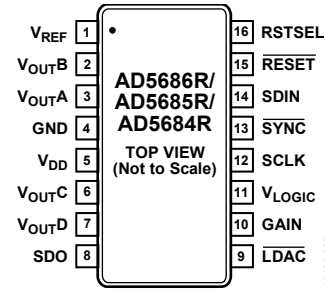 VREF 1
VOUTB 2
VOUTA 3
GND 4
VDD 5
VOUTC 6
VOUTD 7
SDO 8
AD5686R/
AD5685R/
AD5684R
TOP VIEW
(Not to Scale)
16 RSTSEL
15 RESET
14 SDIN
13 SYNC
12 SCLK
11 VLOGIC
10 GAIN
9 LDAC